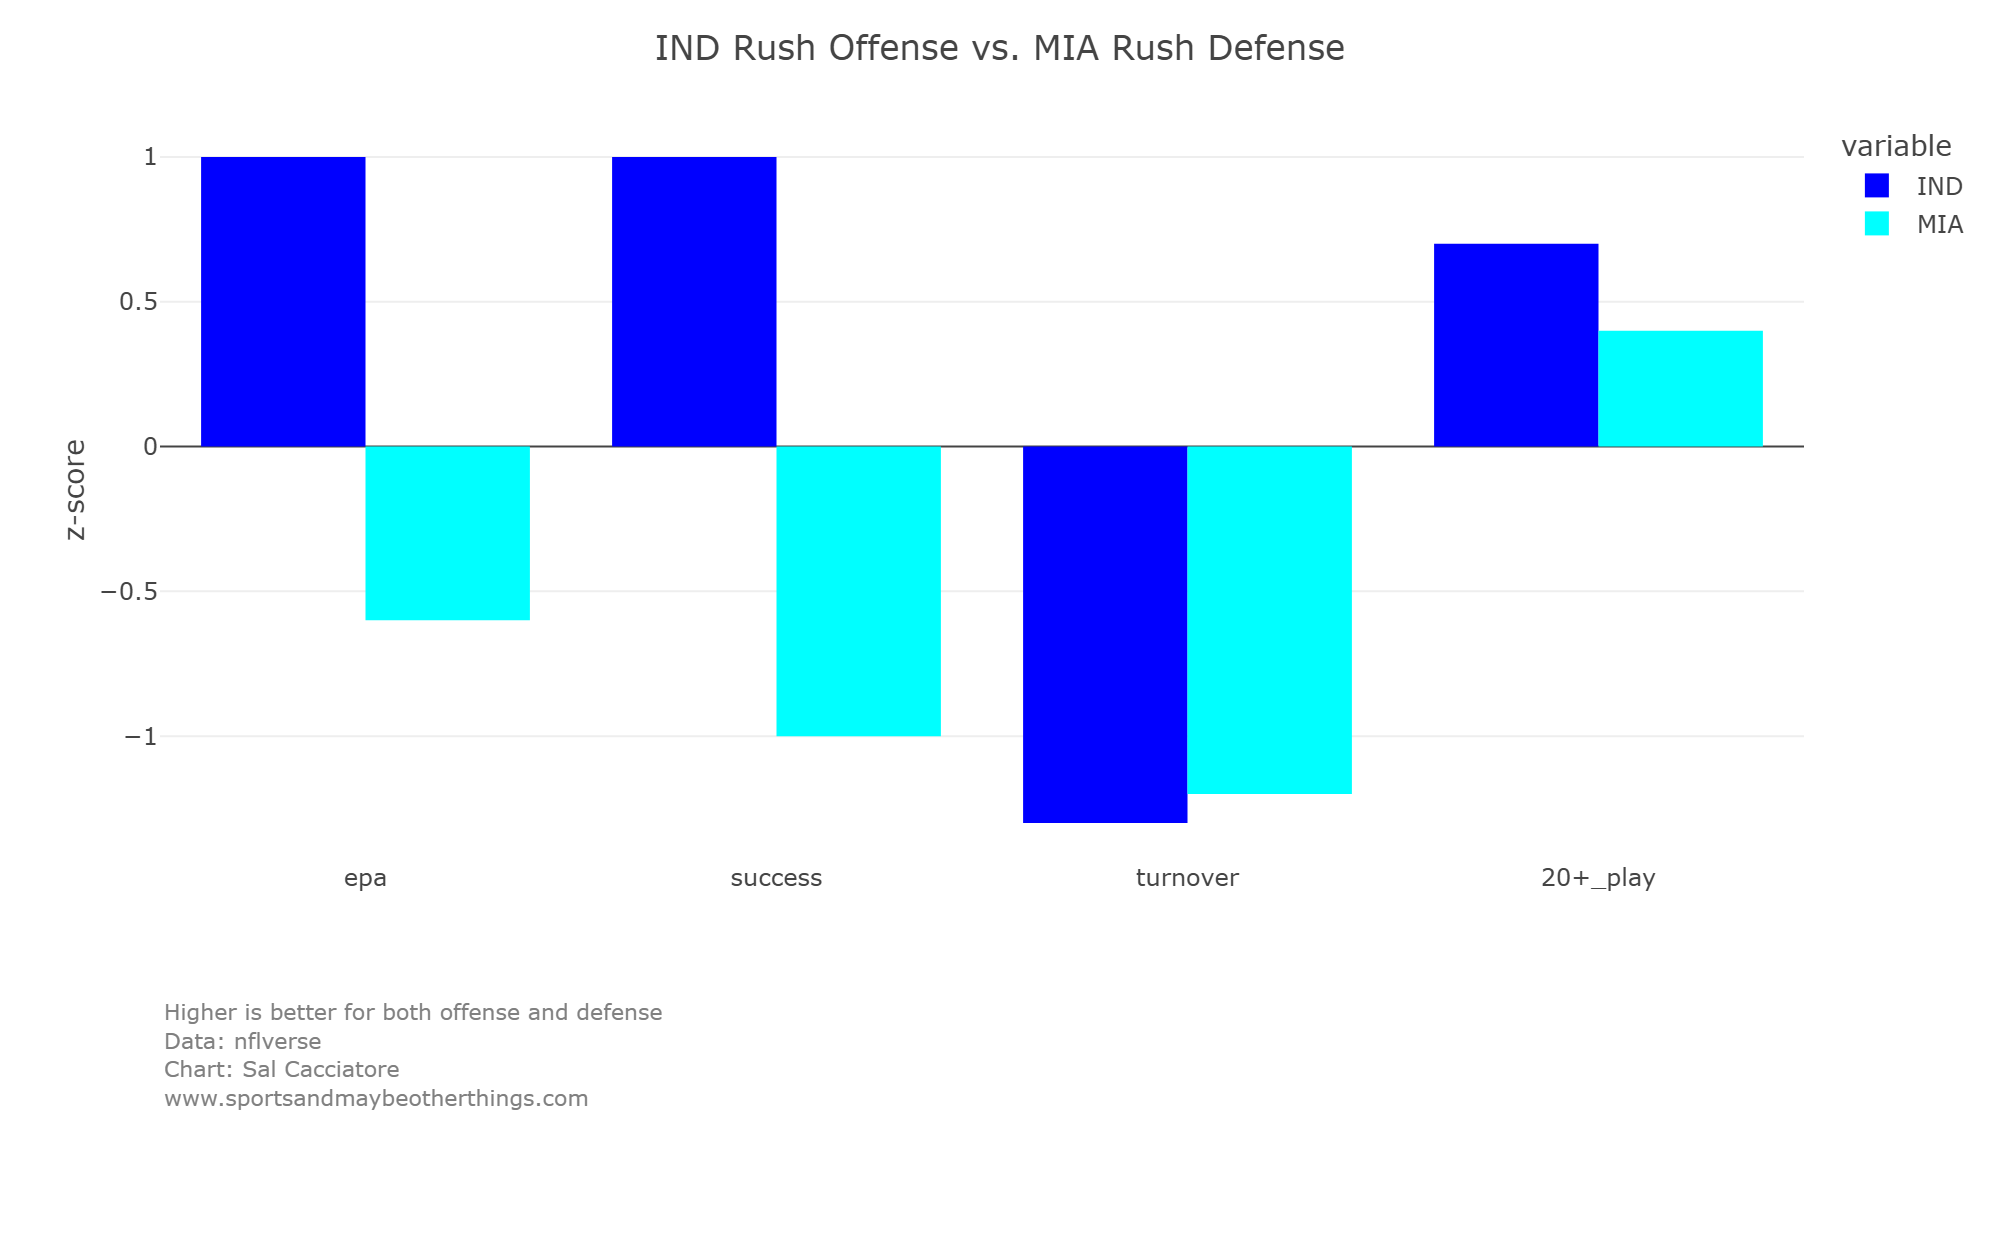 IND Rush Offense vs. MIA Rush Defense
variable
IND
MIA
1
0.5
0
−0.5
−1
z-score
epa
success
turnover
20+_play
Higher is better for both offense and defense
Data: nflverse
Chart: Sal Cacciatore
www.sportsandmaybeotherthings.com